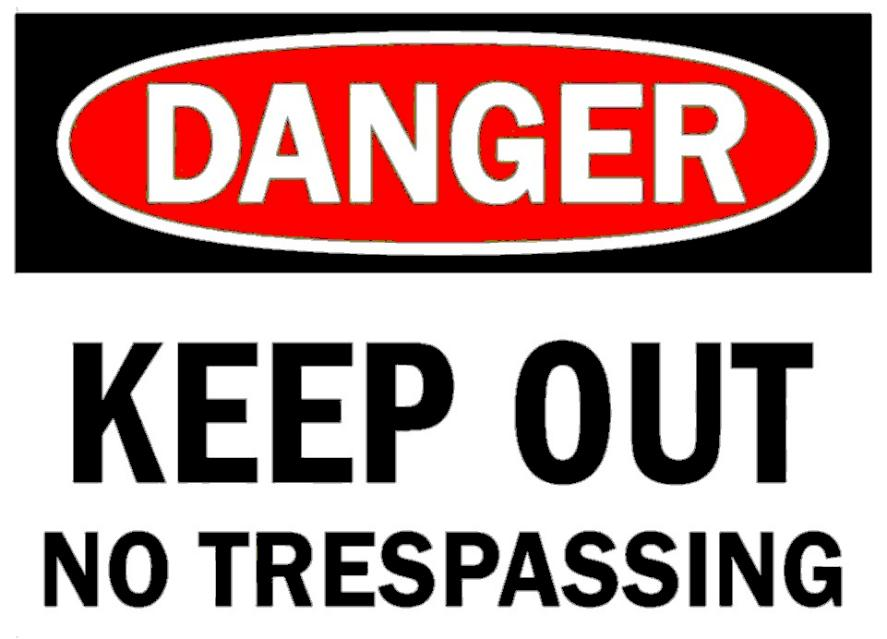 DANGER
KEEP OUT
NO TRESPASSING